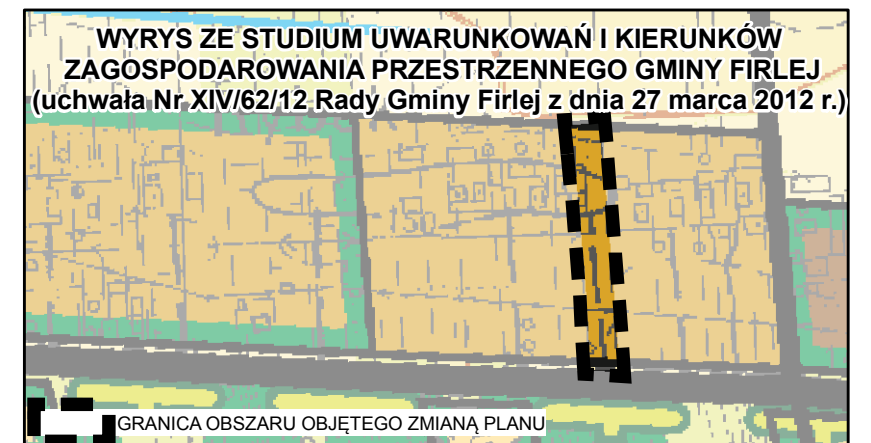 WYRYS ZE STUDIUM UWARUNKOWAŃ I KIERUNKÓW
ZAGOSPODAROWANIA PRZESTRZENNEGO GMINY FIRLEJ
(uchwała Nr XIV/62/12 Rady Gminy Firlej z dnia 27 marca 2012 r.)
GRANICA OBSZARU OBJĘTEGO ZMIANĄ PLANU